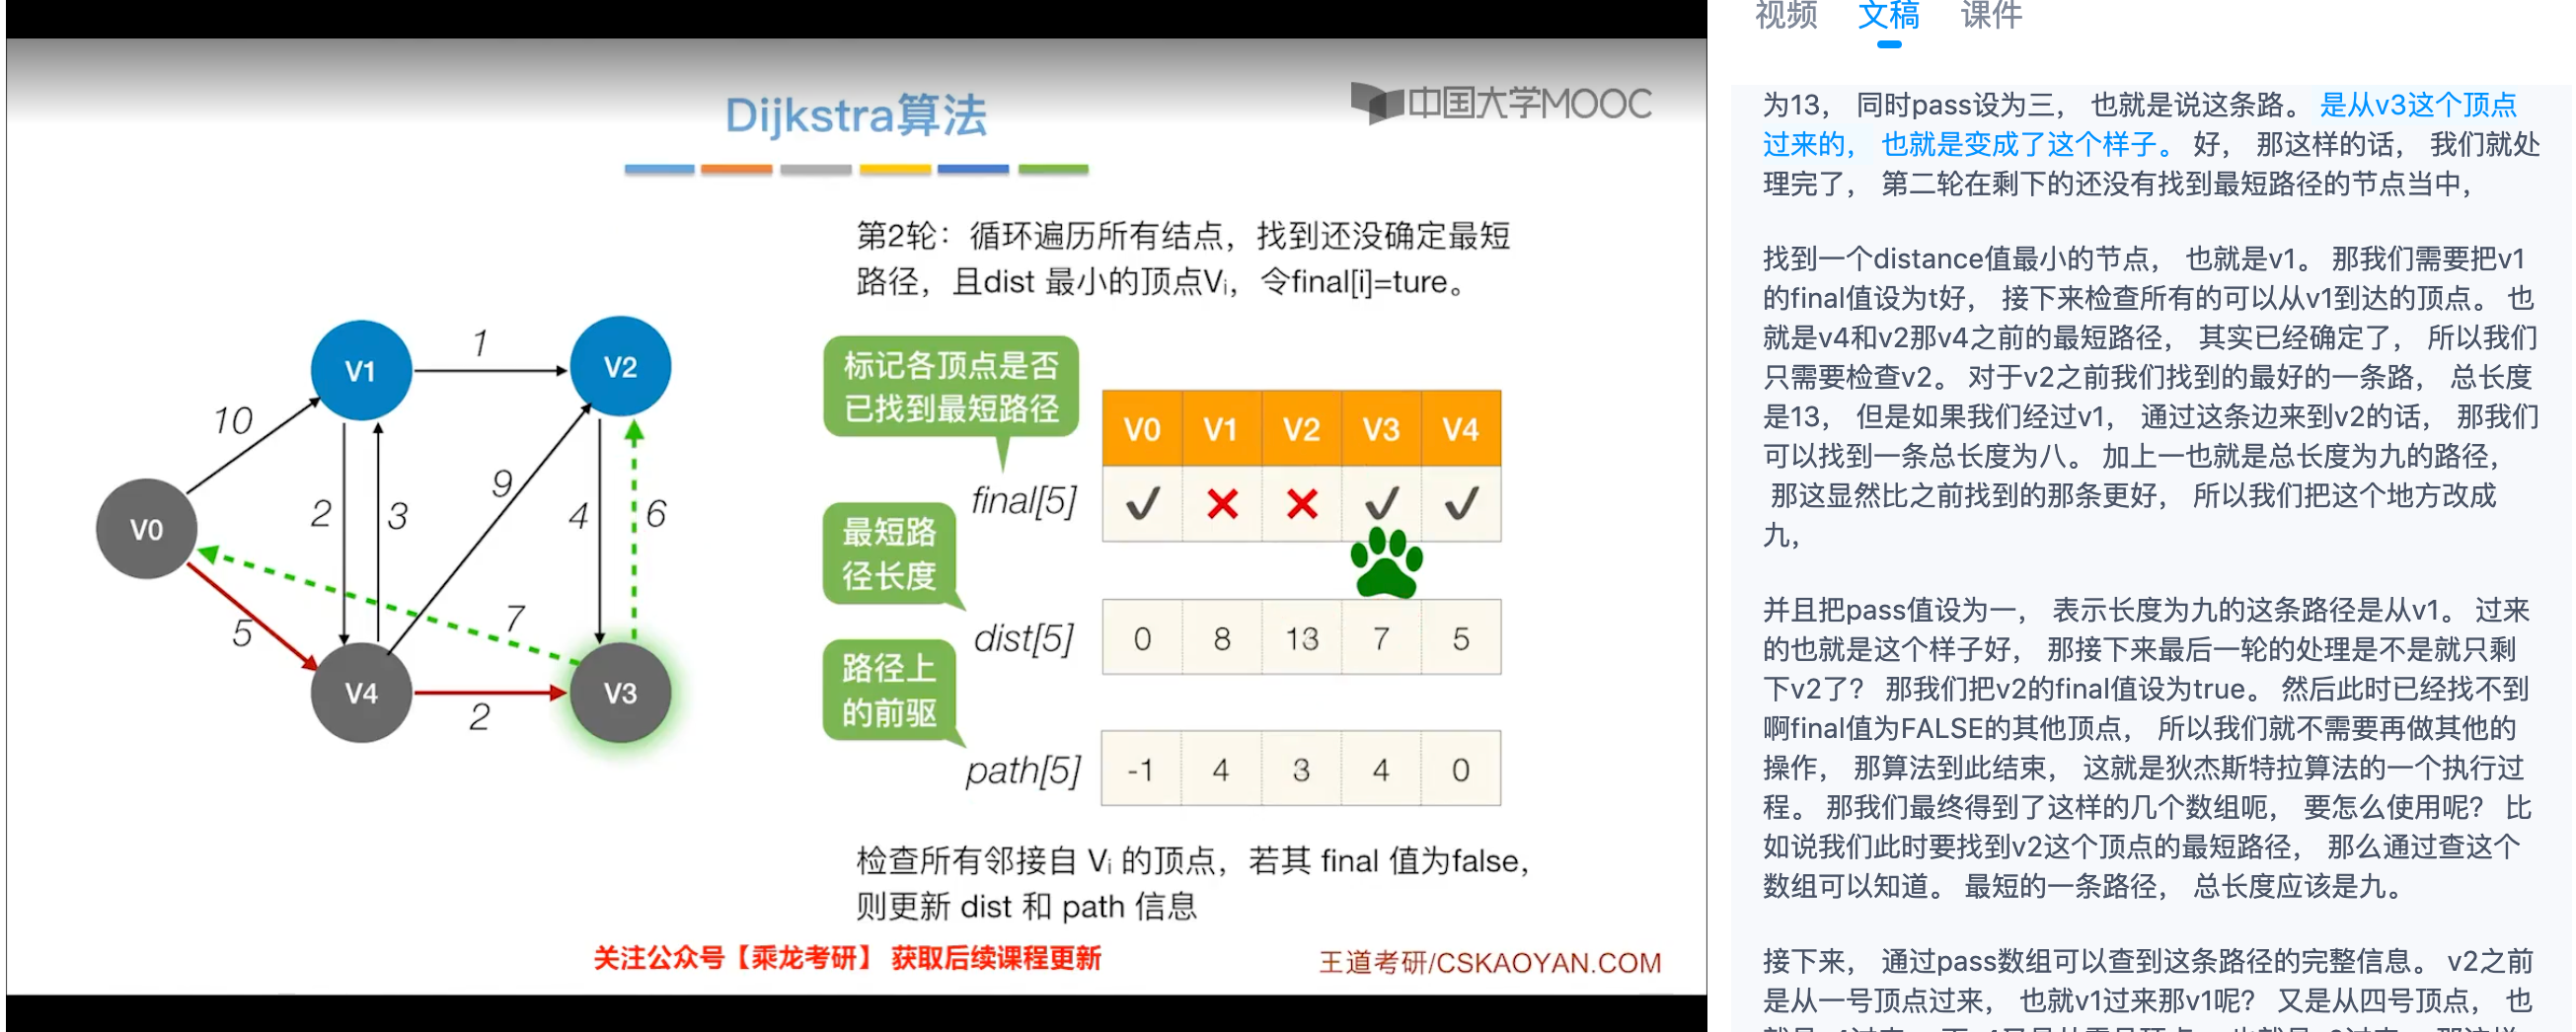 Dijkstra算法
中国大学MOOC
第2轮：循环遍历所有结点，找到还没确定最短
路径，且dist 最小的顶点Vi，令final[i]=ture。
标记各顶点是否
已找到最短路径
V0 V1 V2 V3 V4
final[5] ✓ ✕ ✕ ✓ ✓
最短路
径长度
dist[5] 0 8 13 7 5
路径上
的前驱
path[5] -1 4 3 4 0
V1
1
V2
10
9
2
3
4
6
V0
7
5
V4
2
V3
检查所有邻接自 Vi 的顶点，若其 final 值为false，
则更新 dist 和 path 信息
关注公众号【乘龙考研】 获取后续课程更新
王道考研/CSKAOYAN.COM
视频 文稿 课件
为13， 同时pass设为三， 也就是说这条路。 是从v3这个顶点
过来的， 也就是变成了这个样子。 好， 那这样的话， 我们就处
理完了， 第二轮在剩下的还没有找到最短路径的节点当中，
找到一个distance值最小的节点， 也就是v1。 那我们需要把v1
的final值设为t好， 接下来检查所有的可以从v1到达的顶点。 也
就是v4和v2那v4之前的最短路径， 其实已经确定了， 所以我们
只需要检查v2。 对于v2之前我们找到的最好的一条路， 总长度
是13， 但是如果我们经过v1， 通过这条边来到v2的话， 那我们
可以找到一条总长度为八。 加上一也就是总长度为九的路径，
那这显然比之前找到的那条更好， 所以我们把这个地方改成
九，
并且把pass值设为一， 表示长度为九的这条路径是从v1。 过来
的也就是这个样子好， 那接下来最后一轮的处理是不是就只剩
下v2了？ 那我们把v2的final值设为true。 然后此时已经找不到
啊final值为FALSE的其他顶点， 所以我们就不需要再做其他的
操作， 那算法到此结束， 这就是狄杰斯特拉算法的一个执行过
程。 那我们最终得到了这样的几个数组呃， 要怎么使用呢？ 比
如说我们此时要找到v2这个顶点的最短路径， 那么通过查这个
数组可以知道。 最短的一条路径， 总长度应该是九。
接下来， 通过pass数组可以查到这条路径的完整信息。 v2之前
是从一号顶点过来， 也就v1过来那v1呢？ 又是从四号顶点， 也